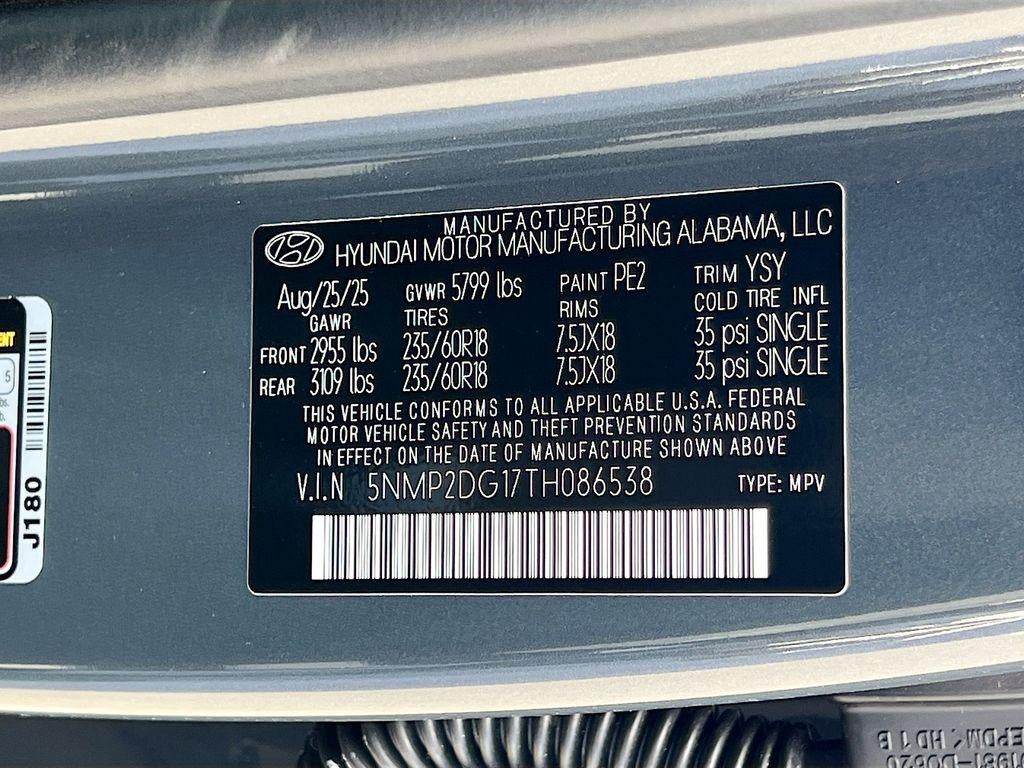 MANUFACTURED BY
HYUNDAI MOTOR MANUFACTURING ALABAMA, LLC
Aug/25/25 GVWR 5799 lbs PAINT PE2 TRIM YSY
GAWR TIRES RIMS COLD TIRE INFL
FRONT 2955 lbs 235/60R18 7.5JX18 35 psi SINGLE
REAR 3109 lbs 235/60R18 7.5JX18 35 psi SINGLE
THIS VEHICLE CONFORMS TO ALL APPLICABLE U.S.A. FEDERAL
MOTOR VEHICLE SAFETY AND THEFT PREVENTION STANDARDS
IN EFFECT ON THE DATE OF MANUFACTURE SHOWN ABOVE
V.I.N 5NMP2DG17TH086538 TYPE: MPV
5
J180
HD 1 B